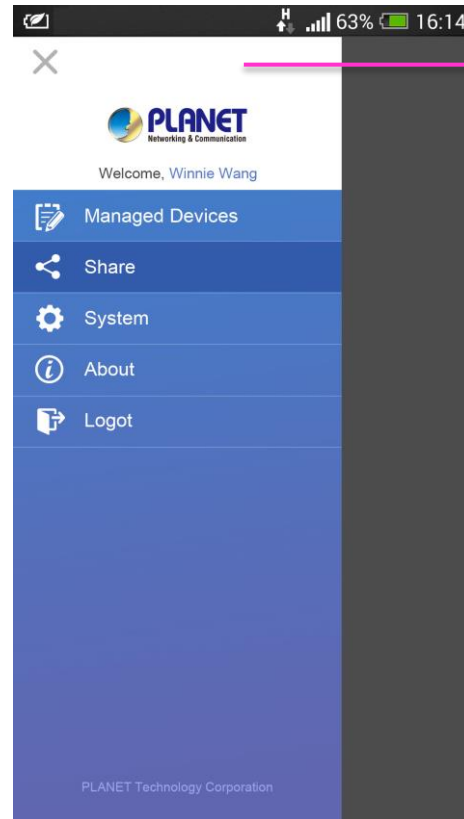 H
63%
16:14
PLANET
Networking & Communication
Welcome, Winnie Wang
Managed Devices
Share
System
About
Logot
PLANET Technology Corporation